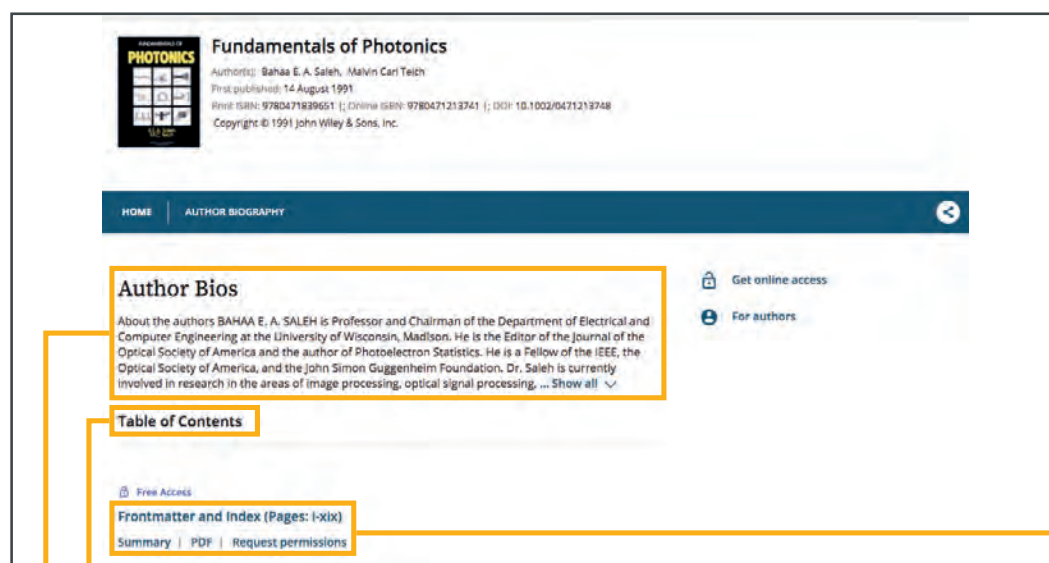 FUNDAMENTALS OF
PHOTONICS
Fundamentals of Photonics
Author(s): Bahaa E. A. Saleh, Malvin Carl Teich
First published: 14 August 1991
Print ISBN: 9780471839651 |; Online ISBN: 9780471213741 |; DOI: 10.1002/0471213748
Copyright © 1991 John Wiley & Sons, Inc.
HOME AUTHOR BIOGRAPHY
Author Bios
About the authors BAHAA E. A. SALEH is Professor and Chairman of the Department of Electrical and
Computer Engineering at the University of Wisconsin, Madison. He is the Editor of the Journal of the
Optical Society of America and the author of Photoelectron Statistics. He is a Fellow of the IEEE, the
Optical Society of America, and the John Simon Guggenheim Foundation. Dr. Saleh is currently
involved in research in the areas of image processing, optical signal processing, ... Show all
Get online access
For authors
Table of Contents
Free Access
Frontmatter and Index (Pages: i-xix)
Summary | PDF | Request permissions